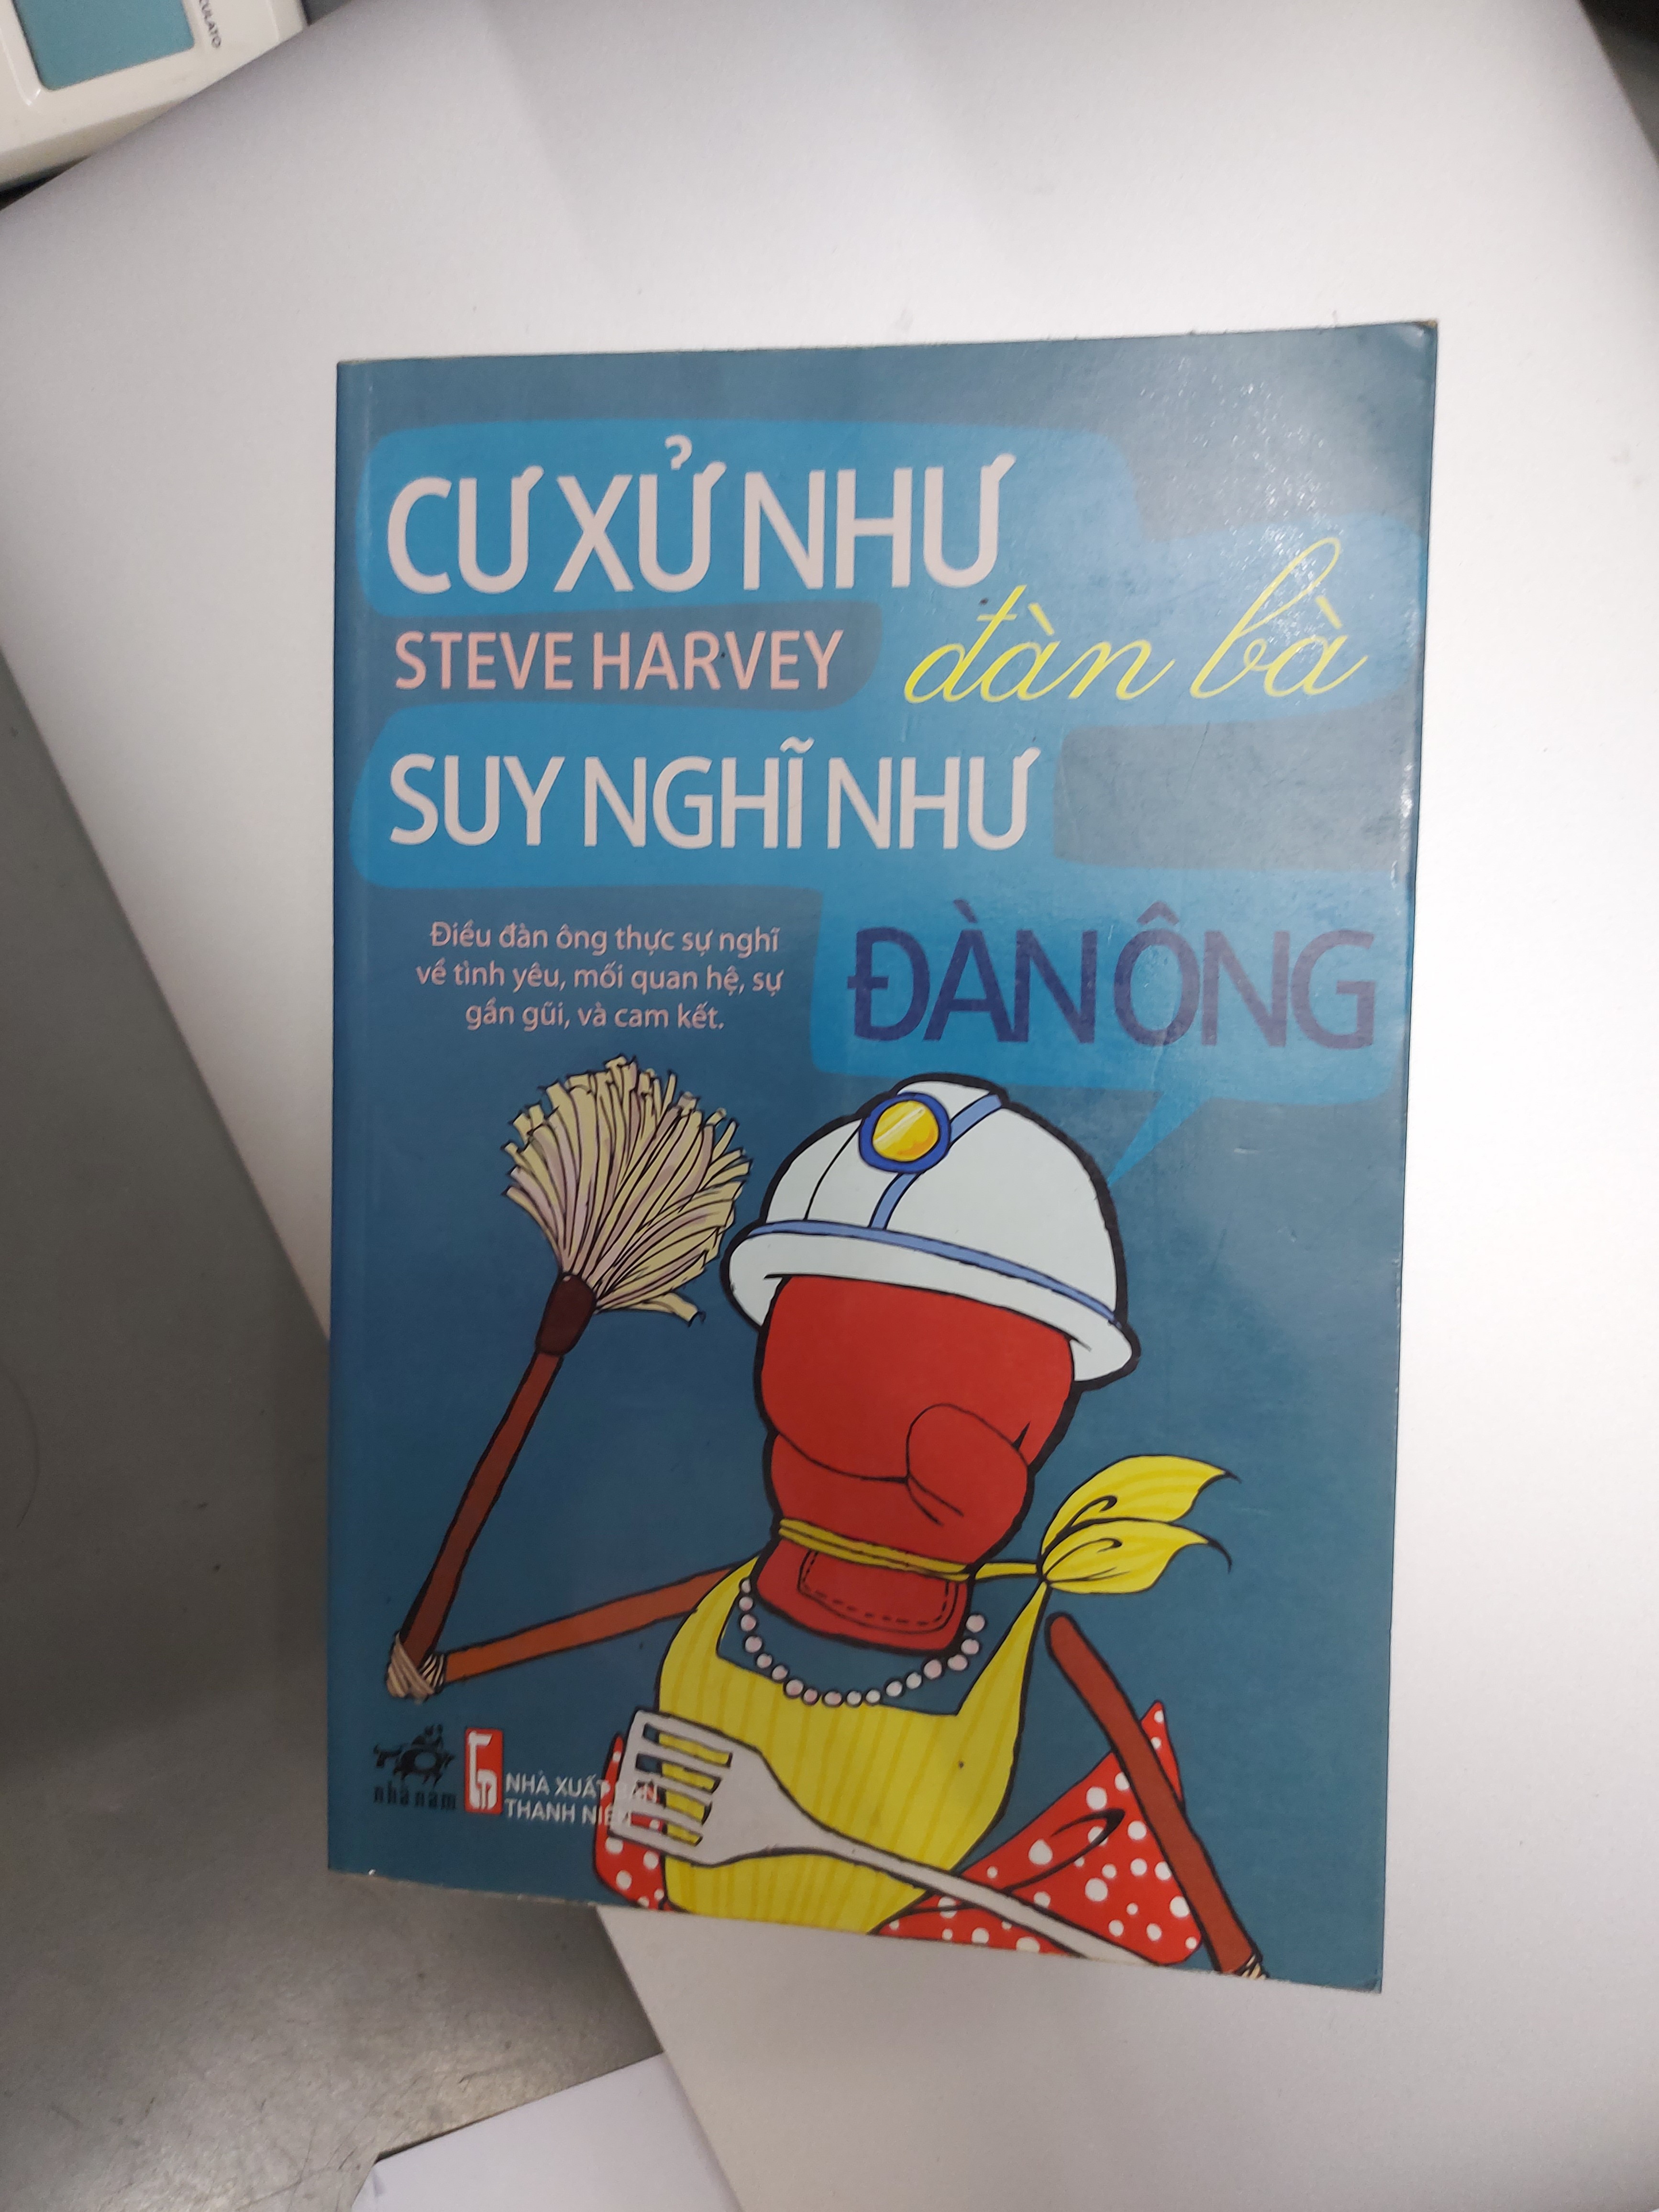 CƯ XỬ NHƯ
đàn bà
STEVE HARVEY
SUY NGHĨ NHƯ
ĐÀN ÔNG
Điều đàn ông thực sự nghĩ
về tình yêu, mối quan hệ, sự
gần gũi, và cam kết.
nhã nam
NHÀ XUẤT BẢN
THANH NIÊN